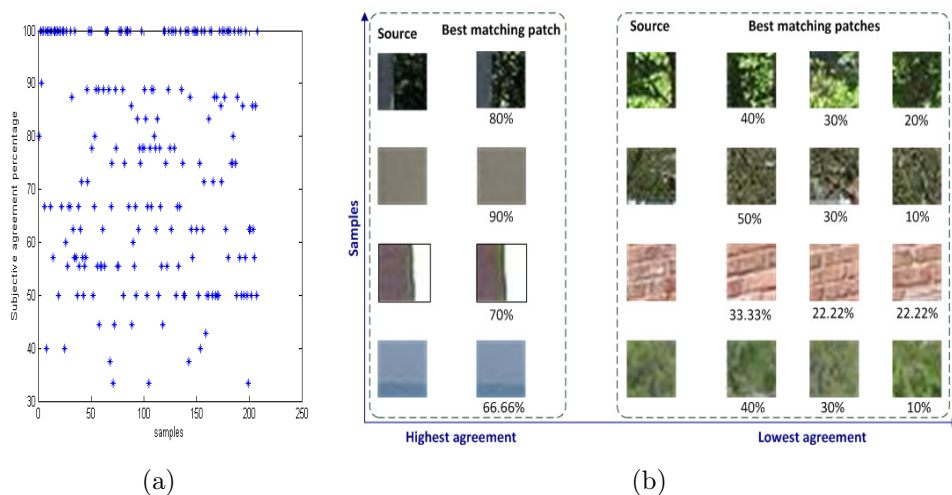 100
90
80
70
60
50
40
30
0
50
100
150
200
250
Subjective agreement percentage
samples
(a)
Samples
Source
Best matching patch
80%
90%
70%
66.66%
Highest agreement
Source
Best matching patches
40% 30% 20%
50% 30% 10%
33.33% 22.22% 22.22%
40% 30% 10%
Lowest agreement
(b)